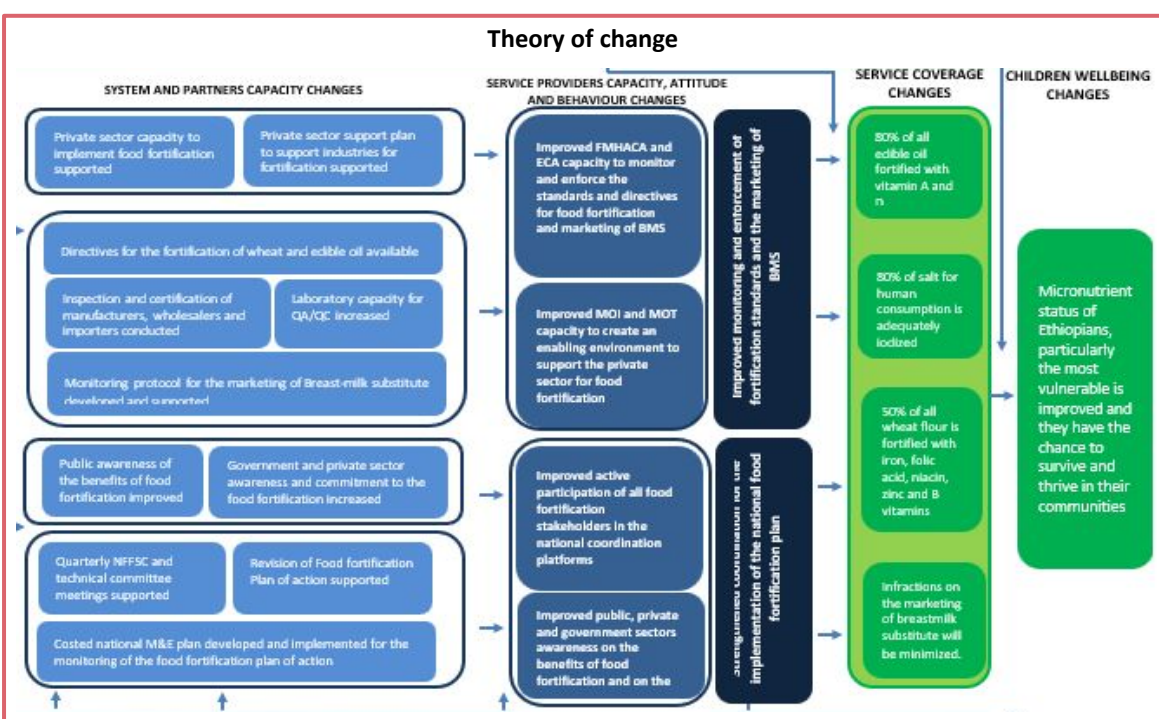 Theory of change
SYSTEM AND PARTNERS CAPACITY CHANGES
SERVICE PROVIDERS CAPACITY, ATTITUDE
AND BEHAVIOUR CHANGES
SERVICE COVERAGE
CHANGES
CHILDREN WELLBEING
CHANGES
Private sector capacity to
implement food fortification
supported
Private sector support plan
to support industries for
fortification supported
Directives for the fortification of wheat and edible oil available
Inspection and certification of
manufacturers, wholesalers and
importers conducted
Laboratory capacity for
QA/QC increased
Monitoring protocol for the marketing of Breast-milk substitute
developed and supported
Public awareness of
the benefits of food
fortification improved
Government and private sector
awareness and commitment to the
food fortification increased
Quarterly NFFSC and
technical committee
meetings supported
Revision of Food fortification
Plan of action supported
Costed national M&E plan developed and implemented for the
monitoring of the food fortification plan of action
Improved FMHACA and
ECA capacity to monitor
and enforce the
standards and directives
for food fortification
and marketing of BMS
Improved MOI and MOT
capacity to create an
enabling environment to
support the private
sector for food
fortification
Improved active
participation of all food
fortification
stakeholders in the
national coordination
platforms
Improved public, private
and government sectors
awareness on the
benefits of food
fortification and on the
Improved monitoring and enforcement of
fortification standards and the marketing of
BMS
coordination for the
implementation of the national food
fortification plan
80% of all
edible oil
fortified with
vitamin A and
80% of salt for
human
consumption is
adequately
iodized
50% of all
wheat flour is
fortified with
iron, folic
acid, niacin,
zinc and B
vitamins
Infractions on
the marketing
of breastmilk
substitute will
be minimized.
Micronutrient
status of
Ethiopians,
particularly
the most
vulnerable is
improved and
they have the
chance to
survive and
thrive in their
communities